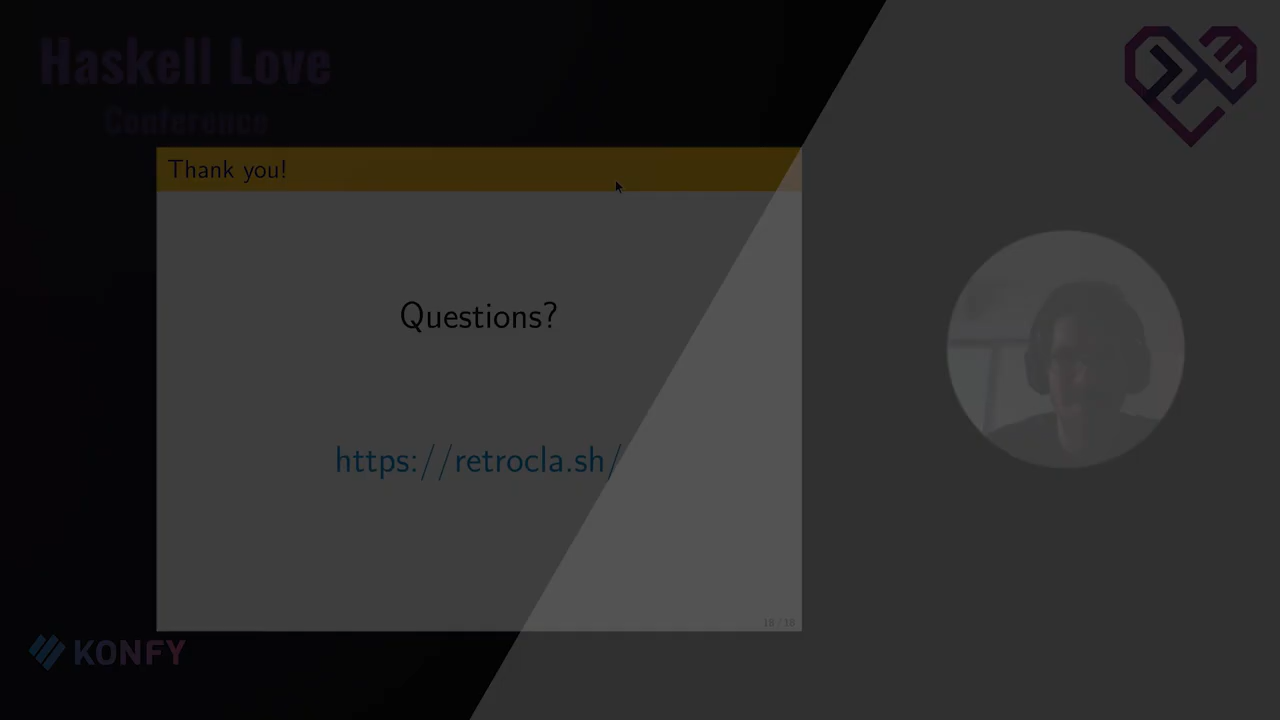 Haskell Love
Conference
Thank you!
Questions?
https://retrocla.sh/
KONFY